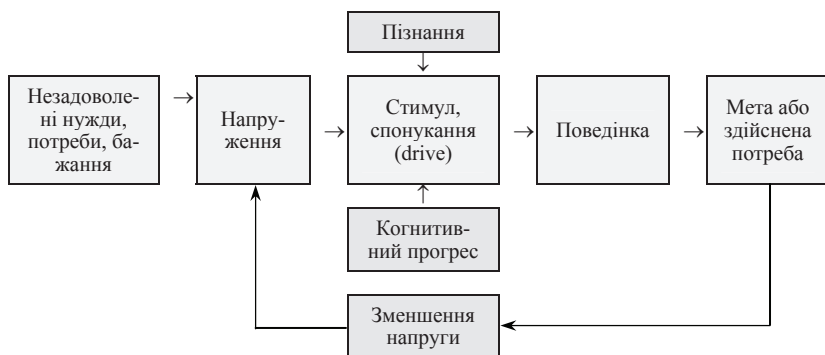 Пізнання
Незадоволе-
ні нужди,
потреби, ба-
жання
→
Напру-
ження
→
Стимул,
спонукання
(drive)
→
Поведінка
→
Мета або
здійснена
потреба
Когнитив-
ний прогрес
Зменшення
напруги